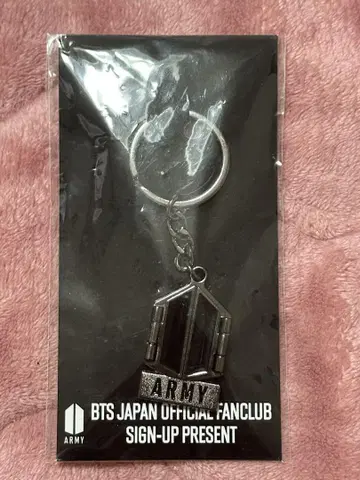 ARMY
BTS JAPAN OFFICIAL FANCLUB
ARMY
SIGN-UP PRESENT